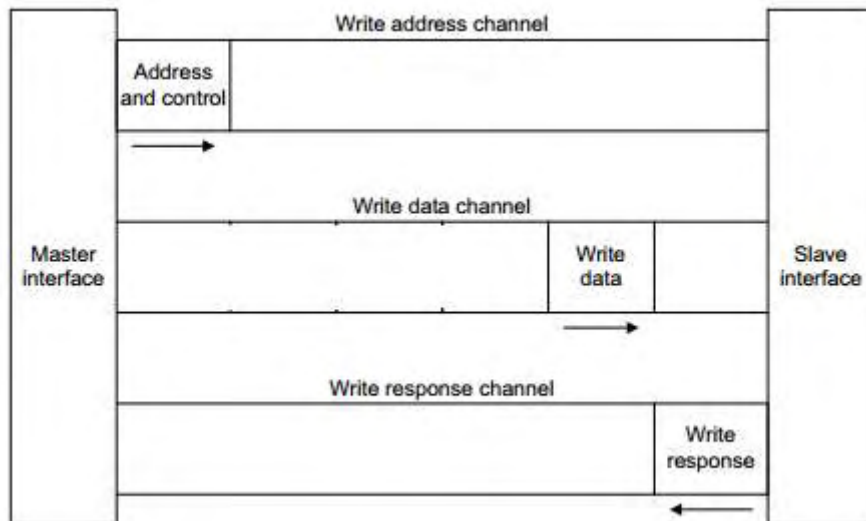 Write address channel
Address
and control
Write data channel
Master
interface
Write
data
Slave
interface
Write response channel
Write
response